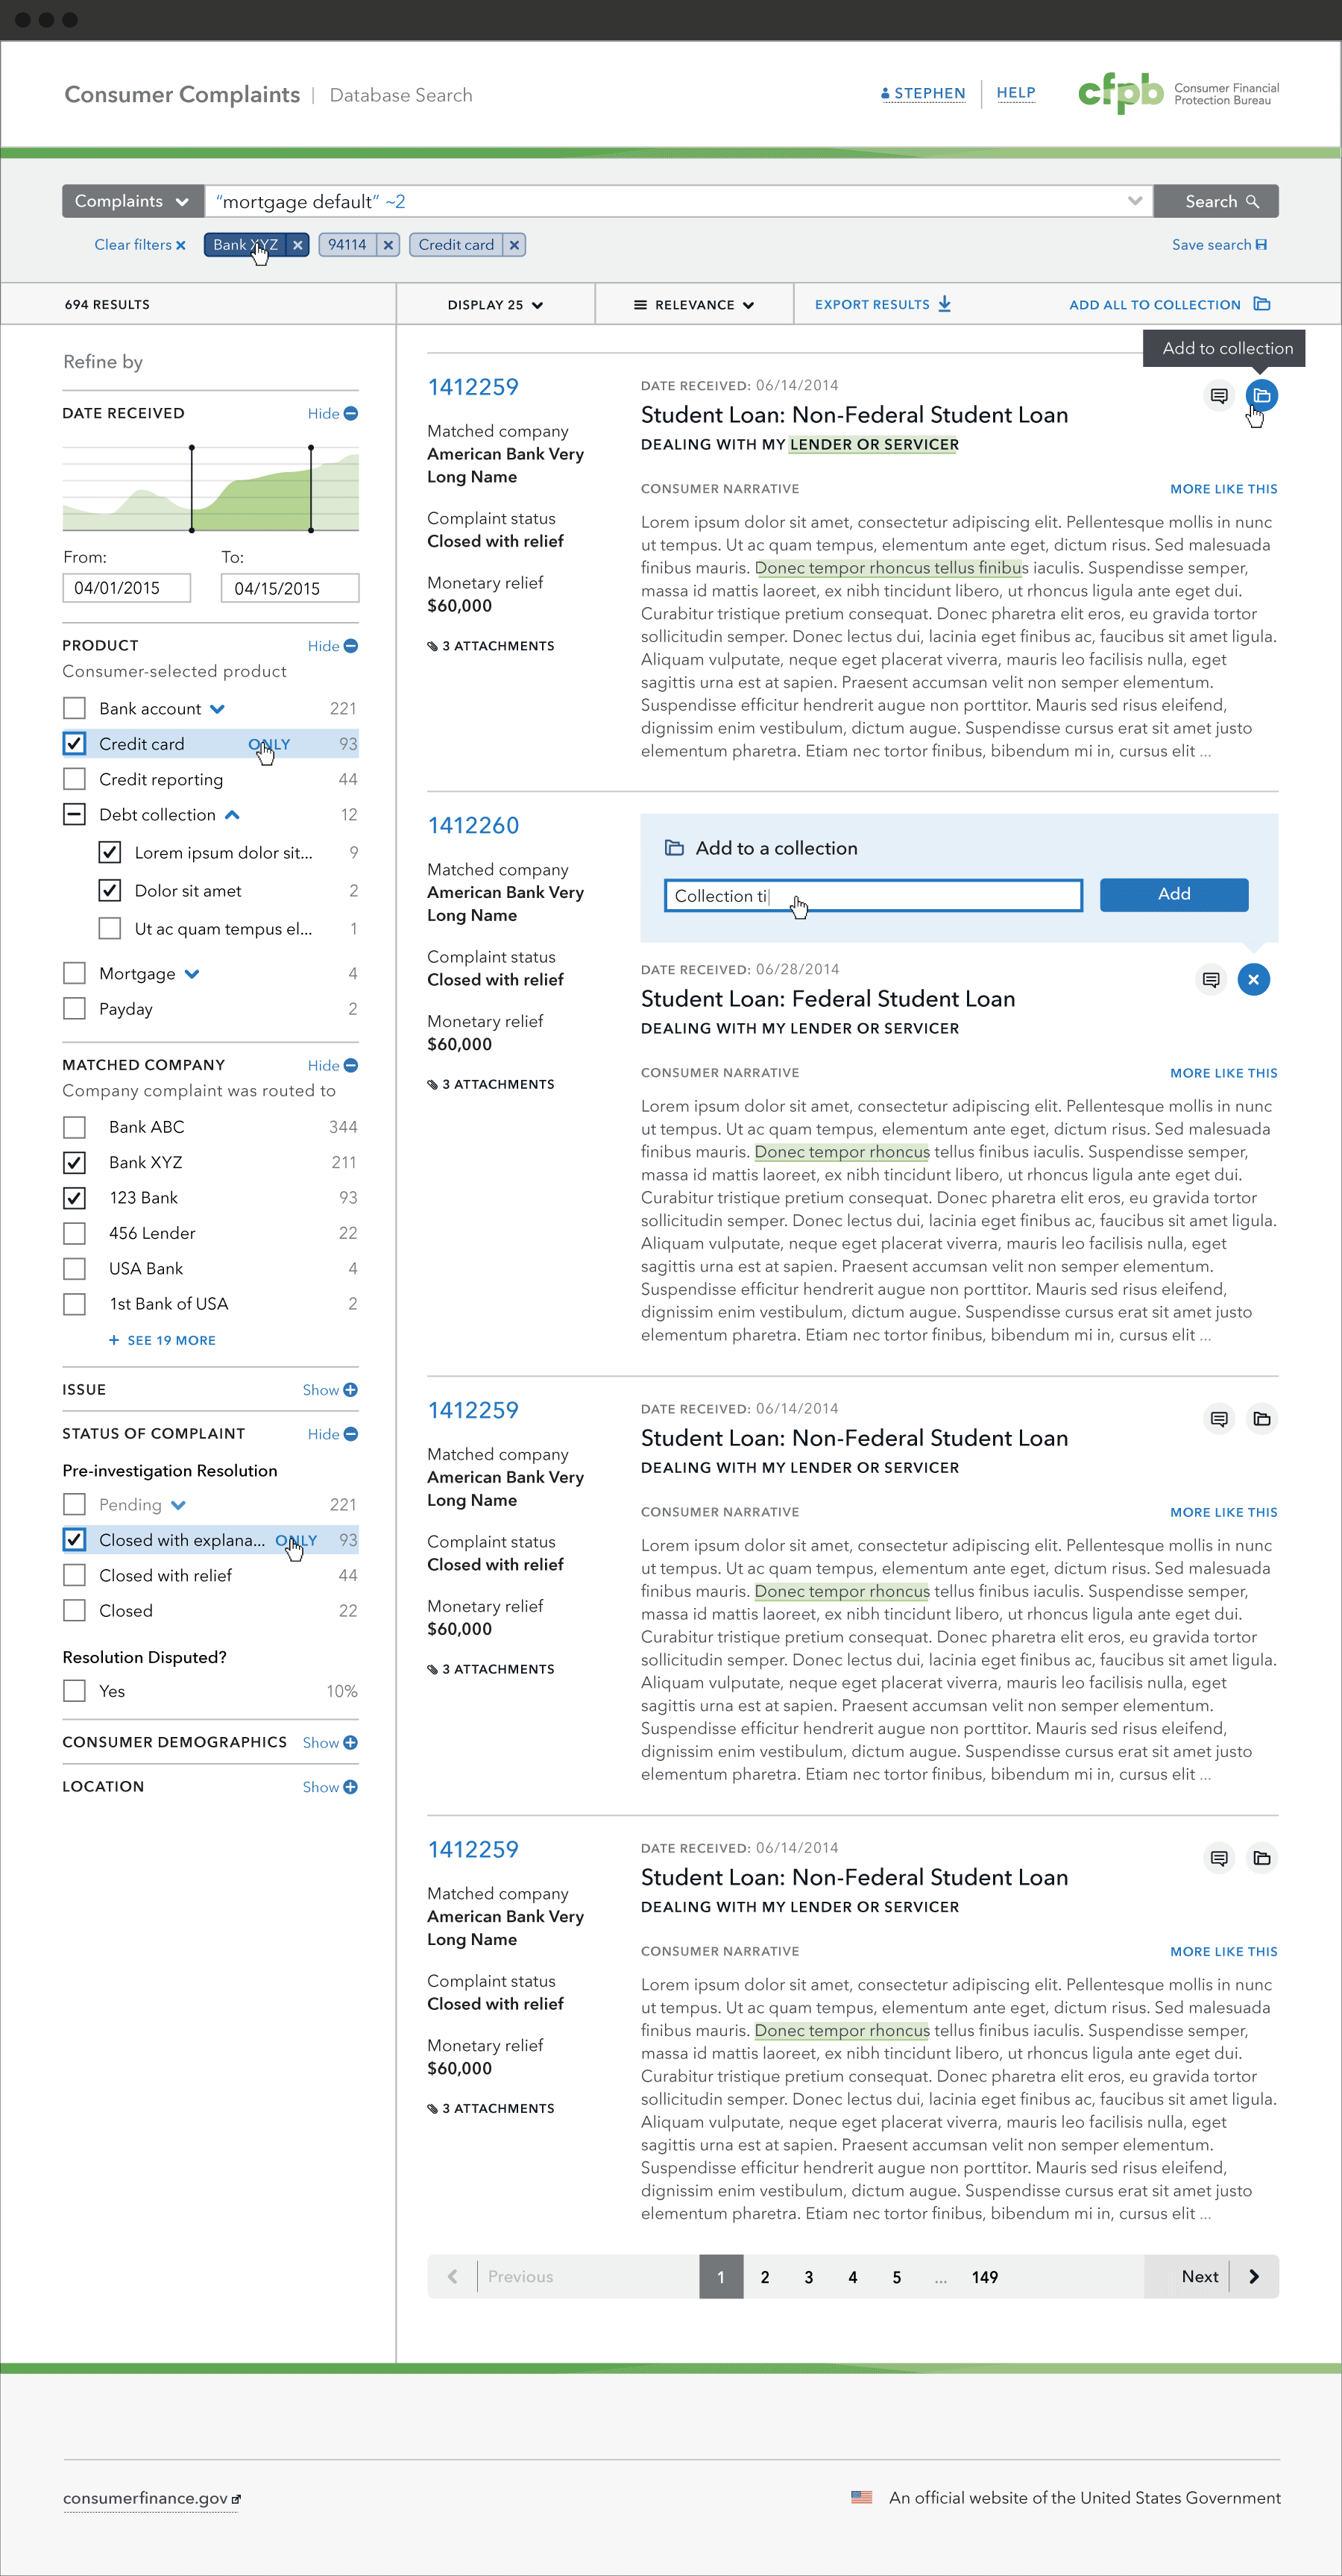 Consumer Complaints | Database Search
STEPHEN
HELP
cfpb Consumer Financial
Protection Bureau
Complaints
“mortgage default” ~2
Search
Clear filters
Bank XYZ
94114
Credit card
Save search
694 RESULTS
DISPLAY 25
RELEVANCE
EXPORT RESULTS
ADD ALL TO COLLECTION
Refine by
DATE RECEIVED Hide
From: To:
04/01/2015 04/15/2015
PRODUCT Hide
Consumer-selected product
Bank account 221
Credit card ONLY 93
Credit reporting 44
Debt collection 12
Lorem ipsum dolor sit... 9
Dolor sit amet 2
Ut ac quam tempus el... 1
Mortgage 4
Payday 2
MATCHED COMPANY Hide
Company complaint was routed to
Bank ABC 344
Bank XYZ 211
123 Bank 93
456 Lender 22
USA Bank 4
1st Bank of USA 2
+ SEE 19 MORE
ISSUE Show
STATUS OF COMPLAINT Hide
Pre-investigation Resolution
Pending 221
Closed with explana... ONLY 93
Closed with relief 44
Closed 22
Resolution Disputed?
Yes 10%
CONSUMER DEMOGRAPHICS Show
LOCATION Show
Add to collection
1412259
Matched company
American Bank Very
Long Name
Complaint status
Closed with relief
Monetary relief
$60,000
3 ATTACHMENTS
DATE RECEIVED: 06/14/2014
Student Loan: Non-Federal Student Loan
DEALING WITH MY LENDER OR SERVICER
CONSUMER NARRATIVE MORE LIKE THIS
Lorem ipsum dolor sit amet, consectetur adipiscing elit. Pellentesque mollis in nunc
ut tempus. Ut ac quam tempus, elementum ante eget, dictum risus. Sed malesuada
finibus mauris. Donec tempor rhoncus tellus finibus iaculis. Suspendisse semper,
massa id mattis laoreet, ex nibh tincidunt libero, ut rhoncus ligula ante eget dui.
Curabitur tristique pretium consequat. Donec pharetra elit eros, eu gravida tortor
sollicitudin semper. Donec lectus dui, lacinia eget finibus ac, faucibus sit amet ligula.
Aliquam vulputate, neque eget placerat viverra, mauris leo facilisis nulla, eget
sagittis urna est at sapien. Praesent accumsan velit non semper elementum.
Suspendisse efficitur hendrerit augue non porttitor. Mauris sed risus eleifend,
dignissim enim vestibulum, dictum augue. Suspendisse cursus erat sit amet justo
elementum pharetra. Etiam nec tortor finibus, bibendum mi in, cursus elit ...
1412260
Matched company
American Bank Very
Long Name
Complaint status
Closed with relief
Monetary relief
$60,000
3 ATTACHMENTS
Add to a collection
Collection ti
Add
DATE RECEIVED: 06/28/2014
Student Loan: Federal Student Loan
DEALING WITH MY LENDER OR SERVICER
CONSUMER NARRATIVE MORE LIKE THIS
Lorem ipsum dolor sit amet, consectetur adipiscing elit. Pellentesque mollis in nunc
ut tempus. Ut ac quam tempus, elementum ante eget, dictum risus. Sed malesuada
finibus mauris. Donec tempor rhoncus tellus finibus iaculis. Suspendisse semper,
massa id mattis laoreet, ex nibh tincidunt libero, ut rhoncus ligula ante eget dui.
Curabitur tristique pretium consequat. Donec pharetra elit eros, eu gravida tortor
sollicitudin semper. Donec lectus dui, lacinia eget finibus ac, faucibus sit amet ligula.
Aliquam vulputate, neque eget placerat viverra, mauris leo facilisis nulla, eget
sagittis urna est at sapien. Praesent accumsan velit non semper elementum.
Suspendisse efficitur hendrerit augue non porttitor. Mauris sed risus eleifend,
dignissim enim vestibulum, dictum augue. Suspendisse cursus erat sit amet justo
elementum pharetra. Etiam nec tortor finibus, bibendum mi in, cursus elit ...
1412259
Matched company
American Bank Very
Long Name
Complaint status
Closed with relief
Monetary relief
$60,000
3 ATTACHMENTS
DATE RECEIVED: 06/14/2014
Student Loan: Non-Federal Student Loan
DEALING WITH MY LENDER OR SERVICER
CONSUMER NARRATIVE MORE LIKE THIS
Lorem ipsum dolor sit amet, consectetur adipiscing elit. Pellentesque mollis in nunc
ut tempus. Ut ac quam tempus, elementum ante eget, dictum risus. Sed malesuada
finibus mauris. Donec tempor rhoncus tellus finibus iaculis. Suspendisse semper,
massa id mattis laoreet, ex nibh tincidunt libero, ut rhoncus ligula ante eget dui.
Curabitur tristique pretium consequat. Donec pharetra elit eros, eu gravida tortor
sollicitudin semper. Donec lectus dui, lacinia eget finibus ac, faucibus sit amet ligula.
Aliquam vulputate, neque eget placerat viverra, mauris leo facilisis nulla, eget
sagittis urna est at sapien. Praesent accumsan velit non semper elementum.
Suspendisse efficitur hendrerit augue non porttitor. Mauris sed risus eleifend,
dignissim enim vestibulum, dictum augue. Suspendisse cursus erat sit amet justo
elementum pharetra. Etiam nec tortor finibus, bibendum mi in, cursus elit ...
1412259
Matched company
American Bank Very
Long Name
Complaint status
Closed with relief
Monetary relief
$60,000
3 ATTACHMENTS
DATE RECEIVED: 06/14/2014
Student Loan: Non-Federal Student Loan
DEALING WITH MY LENDER OR SERVICER
CONSUMER NARRATIVE MORE LIKE THIS
Lorem ipsum dolor sit amet, consectetur adipiscing elit. Pellentesque mollis in nunc
ut tempus. Ut ac quam tempus, elementum ante eget, dictum risus. Sed malesuada
finibus mauris. Donec tempor rhoncus tellus finibus iaculis. Suspendisse semper,
massa id mattis laoreet, ex nibh tincidunt libero, ut rhoncus ligula ante eget dui.
Curabitur tristique pretium consequat. Donec pharetra elit eros, eu gravida tortor
sollicitudin semper. Donec lectus dui, lacinia eget finibus ac, faucibus sit amet ligula.
Aliquam vulputate, neque eget placerat viverra, mauris leo facilisis nulla, eget
sagittis urna est at sapien. Praesent accumsan velit non semper elementum.
Suspendisse efficitur hendrerit augue non porttitor. Mauris sed risus eleifend,
dignissim enim vestibulum, dictum augue. Suspendisse cursus erat sit amet justo
elementum pharetra. Etiam nec tortor finibus, bibendum mi in, cursus elit ...
Previous 1 2 3 4 5 ... 149 Next
consumerfinance.gov
An official website of the United States Government